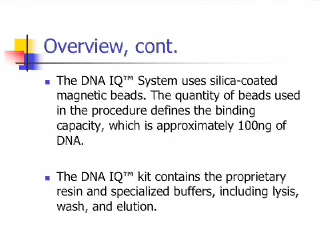 Overview, cont.
The DNA IQ™ System uses silica-coated
magnetic beads. The quantity of beads used
in the procedure defines the binding
capacity, which is approximately 100ng of
DNA.
The DNA IQ™ kit contains the proprietary
resin and specialized buffers, including lysis,
wash, and elution.